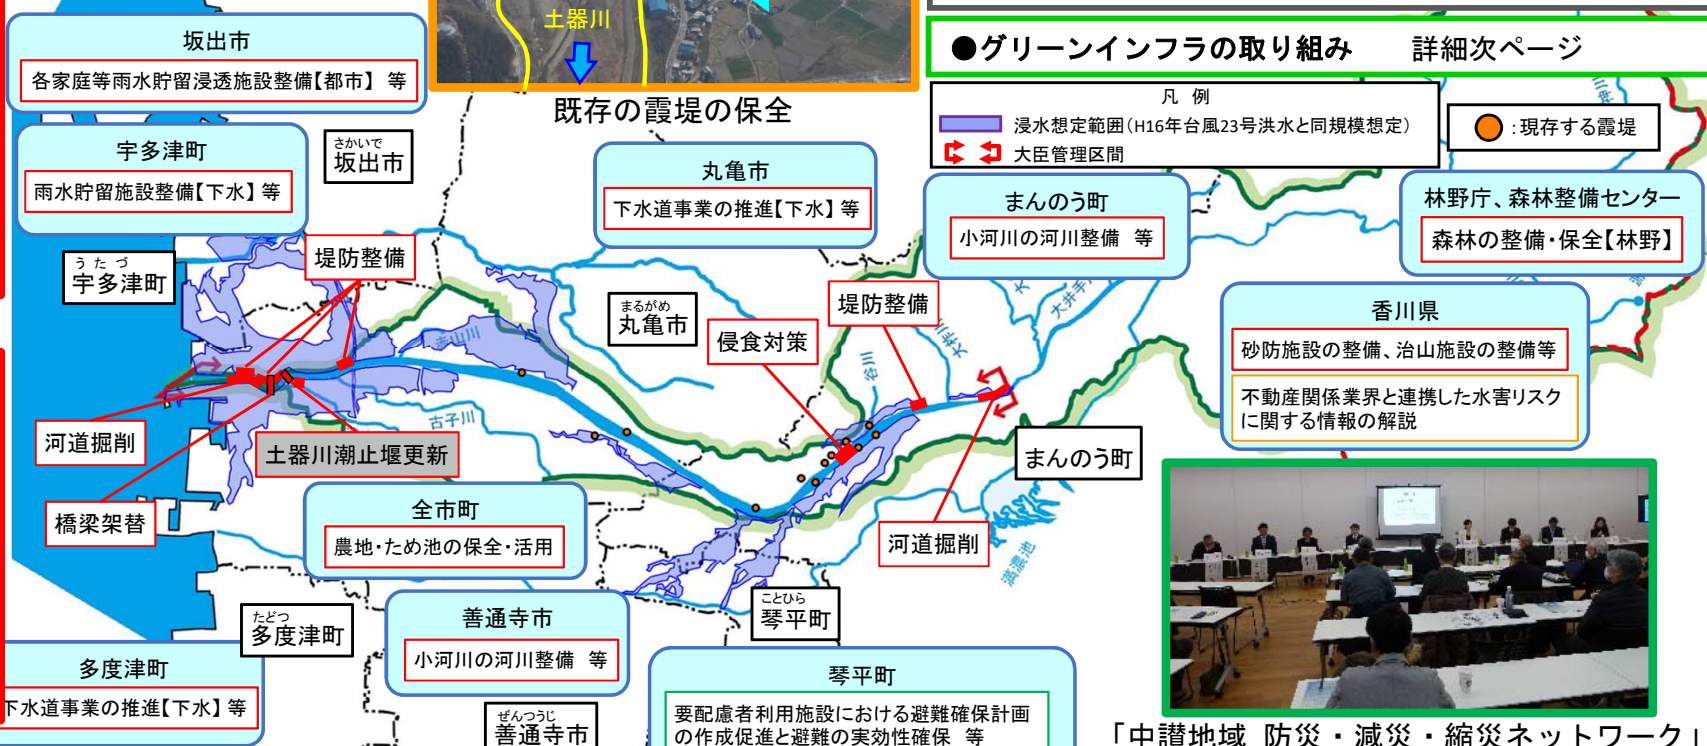 土器川
既存の霞堤の保全
●グリーンインフラの取り組み　詳細次ページ
凡 例
浸水想定範囲(H16年台風23号洪水と同規模想定)
大臣管理区間
:現存する霞堤
坂出市
各家庭等雨水貯留浸透施設整備【都市】 等
宇多津町
雨水貯留施設整備【下水】 等
さかいで
坂出市
丸亀市
下水道事業の推進【下水】 等
まんのう町
小河川の河川整備 等
林野庁、森林整備センター
森林の整備・保全【林野】
うたづ
宇多津町
堤防整備
まるがめ
丸亀市
侵食対策
堤防整備
香川県
砂防施設の整備、治山施設の整備等
不動産関係業界と連携した水害リスク
に関する情報の解説
赤山川
古子川
谷川
大井手川
満濃池
河道掘削
土器川潮止堰更新
橋梁架替
まんのう町
河道掘削
全市町
農地・ため池の保全・活用
たどつ
多度津町
善通寺市
小河川の河川整備 等
ことひら
琴平町
多度津町
下水道事業の推進【下水】 等
ぜんつうじ
善通寺市
琴平町
要配慮者利用施設における避難確保計画
の作成促進と避難の実効性確保 等
「中讃地域 防災・減災・縮災ネットワーク」